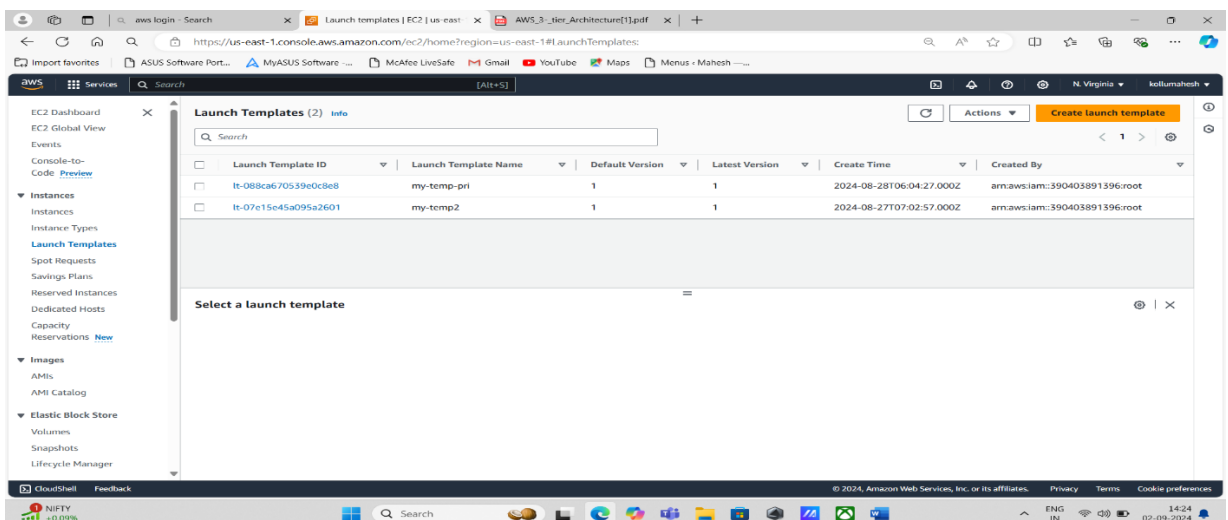 aws login - Search
Launch templates | EC2 | us-east-
AWS_3-_tier_Architecture[1].pdf
https://us-east-1.console.aws.amazon.com/ec2/home?region=us-east-1#LaunchTemplates:
Import favorites ASUS Software Port... MyASUS Software -... McAfee LiveSafe Gmail YouTube Maps Menus ‹ Mahesh —...
aws Services Search [Alt+S] N. Virginia kollumahesh
EC2 Dashboard
EC2 Global View
Events
Console-to-
Code Preview
Instances
Instances
Instance Types
Launch Templates
Spot Requests
Savings Plans
Reserved Instances
Dedicated Hosts
Capacity
Reservations New
Images
AMIs
AMI Catalog
Elastic Block Store
Volumes
Snapshots
Lifecycle Manager
Launch Templates (2) Info
Actions Create launch template
Search
1
Launch Template ID Launch Template Name Default Version Latest Version Create Time Created By
lt-088ca670539e0c8e8 my-temp-pri 1 1 2024-08-28T06:04:27.000Z arn:aws:iam::390403891396:root
lt-07e15e45a095a2601 my-temp2 1 1 2024-08-27T07:02:57.000Z arn:aws:iam::390403891396:root
Select a launch template
CloudShell Feedback © 2024, Amazon Web Services, Inc. or its affiliates. Privacy Terms Cookie preferences
NIFTY
+0.09%
Search
ENG
IN
14:24
02-09-2024